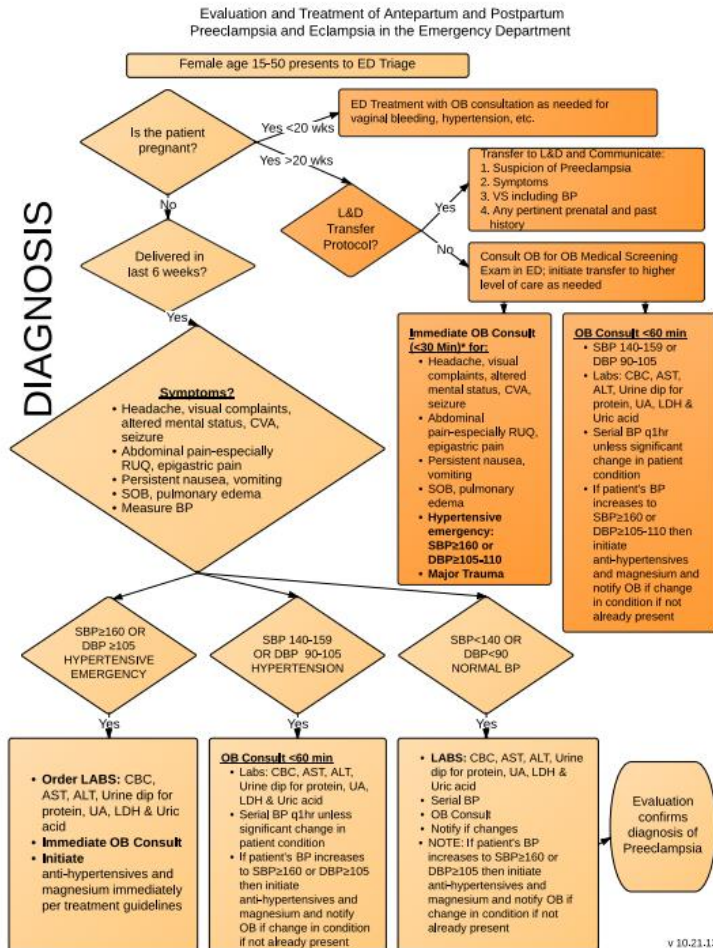 Evaluation and Treatment of Antepartum and Postpartum
Preeclampsia and Eclampsia in the Emergency Department
Female age 15-50 presents to ED Triage
Is the patient
pregnant?
Yes <20 wks
ED Treatment with OB consultation as needed for
vaginal bleeding, hypertension, etc.
Yes >20 wks
L&D
Transfer
Protocol?
Yes
Transfer to L&D and Communicate:
1. Suspicion of Preeclampsia
2. Symptoms
3. VS including BP
4. Any pertinent prenatal and past
history
No
Consult OB for OB Medical Screening
Exam in ED; initiate transfer to higher
level of care as needed
Immediate OB Consult
(<30 Min)* for:
• Headache, visual
complaints, altered
mental status, CVA,
seizure
• Abdominal
pain-especially RUQ,
epigastric pain
• Persistent nausea,
vomiting
• SOB, pulmonary
edema
• Hypertensive
emergency:
SBP≥160 or
DBP≥105-110
• Major Trauma
OB Consult <60 min
• SBP 140-159 or
DBP 90-105
• Labs: CBC, AST,
ALT, Urine dip for
protein, UA, LDH &
Uric acid
• Serial BP q1hr
unless significant
change in patient
condition
• If patient's BP
increases to
SBP≥160 or
DBP≥105-110 then
initiate
anti-hypertensives
and magnesium and
notify OB if change
in condition if not
already present
DIAGNOSIS
No
Delivered in
last 6 weeks?
Yes
Symptoms?
• Headache, visual complaints,
altered mental status, CVA,
seizure
• Abdominal pain-especially
RUQ, epigastric pain
• Persistent nausea, vomiting
• SOB, pulmonary edema
• Measure BP
SBP≥160 OR
DBP ≥105
HYPERTENSIVE
EMERGENCY
Yes
• Order LABS: CBC,
AST, ALT, Urine dip for
protein, UA, LDH & Uric
acid
• Immediate OB Consult
• Initiate
anti-hypertensives and
magnesium immediately
per treatment guidelines
SBP 140-159
OR DBP 90-105
HYPERTENSION
Yes
OB Consult <60 min
• Labs: CBC, AST, ALT,
Urine dip for protein, UA,
LDH & Uric acid
• Serial BP q1hr unless
significant change in
patient condition
• If patient's BP increases
to SBP≥160 or DBP≥105
then initiate
anti-hypertensives and
magnesium and notify OB
if change in condition
if not already present
SBP<140 OR
DBP<90
NORMAL BP
Yes
• LABS: CBC, AST, ALT, Urine
dip for protein, UA, LDH &
Uric acid
• Serial BP
• OB Consult
• Notify if changes
• NOTE: If patient's BP
increases to SBP≥160 or
DBP≥105 then initiate
anti-hypertensives and
magnesium and notify OB if
change in condition if not
already present
Evaluation
confirms
diagnosis of
Preeclampsia